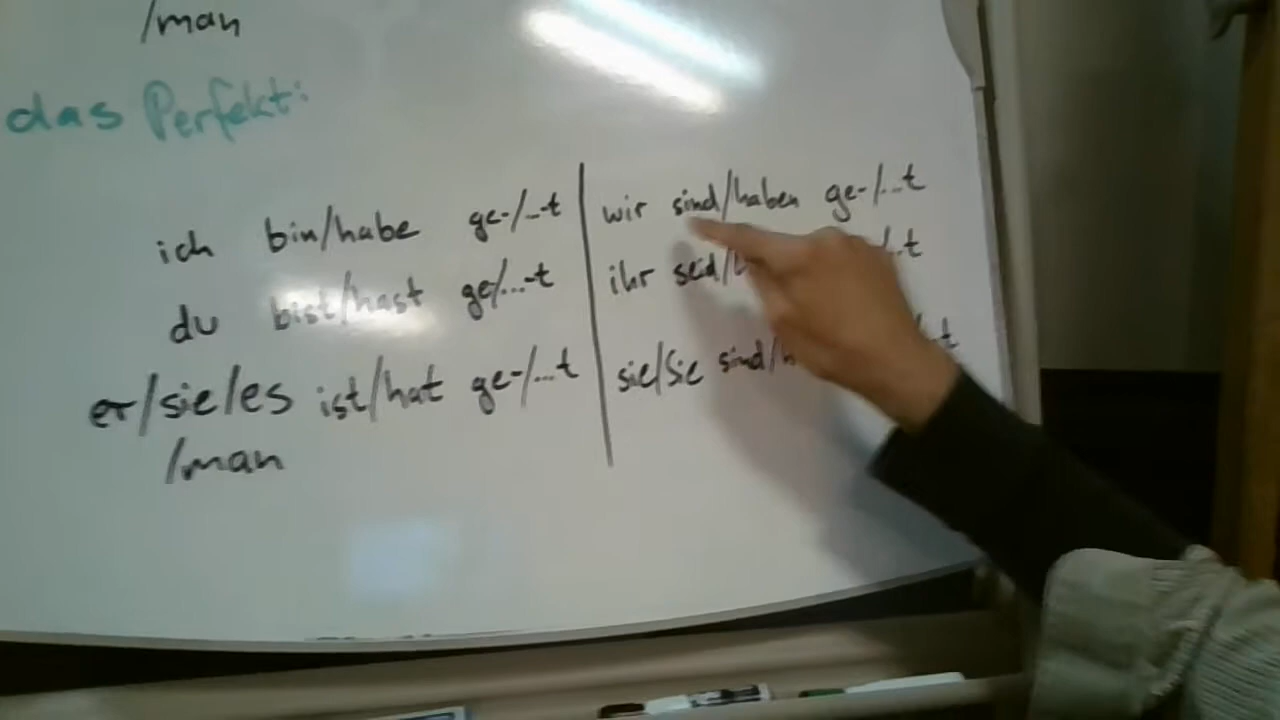 /man
das Perfekt:
ich bin/habe ge-/...-t
du bist/hast ge/...-t
er/sie/es ist/hat ge-/...t
/man
wir sind/haben ge-/...t
ihr seid/
sie/Sie sind/